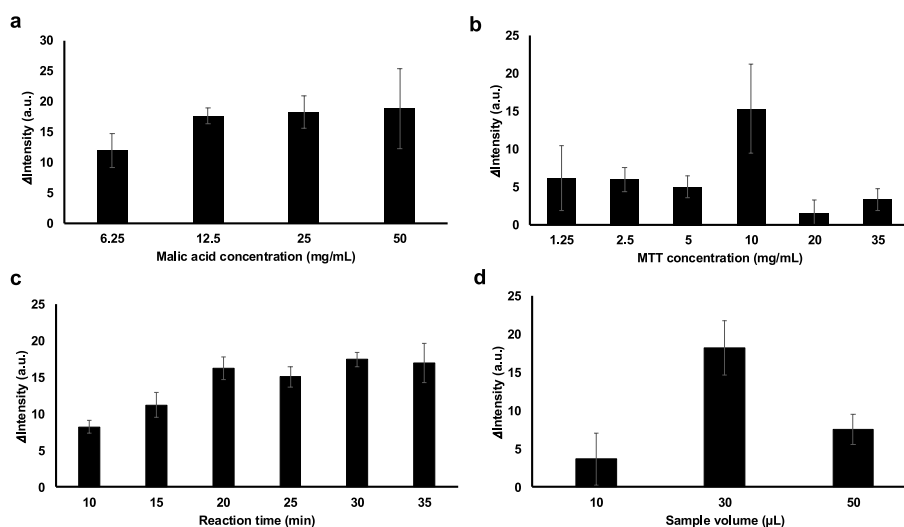 a
30
25
20
15
10
5
0
ΔIntensity (a.u.)
6.25 12.5 25 50
Malic acid concentration (mg/mL)
b
25
20
15
10
5
0
ΔIntensity (a.u.)
1.25 2.5 5 10 20 35
MTT concentration (mg/mL)
c
25
20
15
10
5
0
ΔIntensity (a.u.)
10 15 20 25 30 35
Reaction time (min)
d
25
20
15
10
5
0
ΔIntensity (a.u.)
10 30 50
Sample volume (µL)